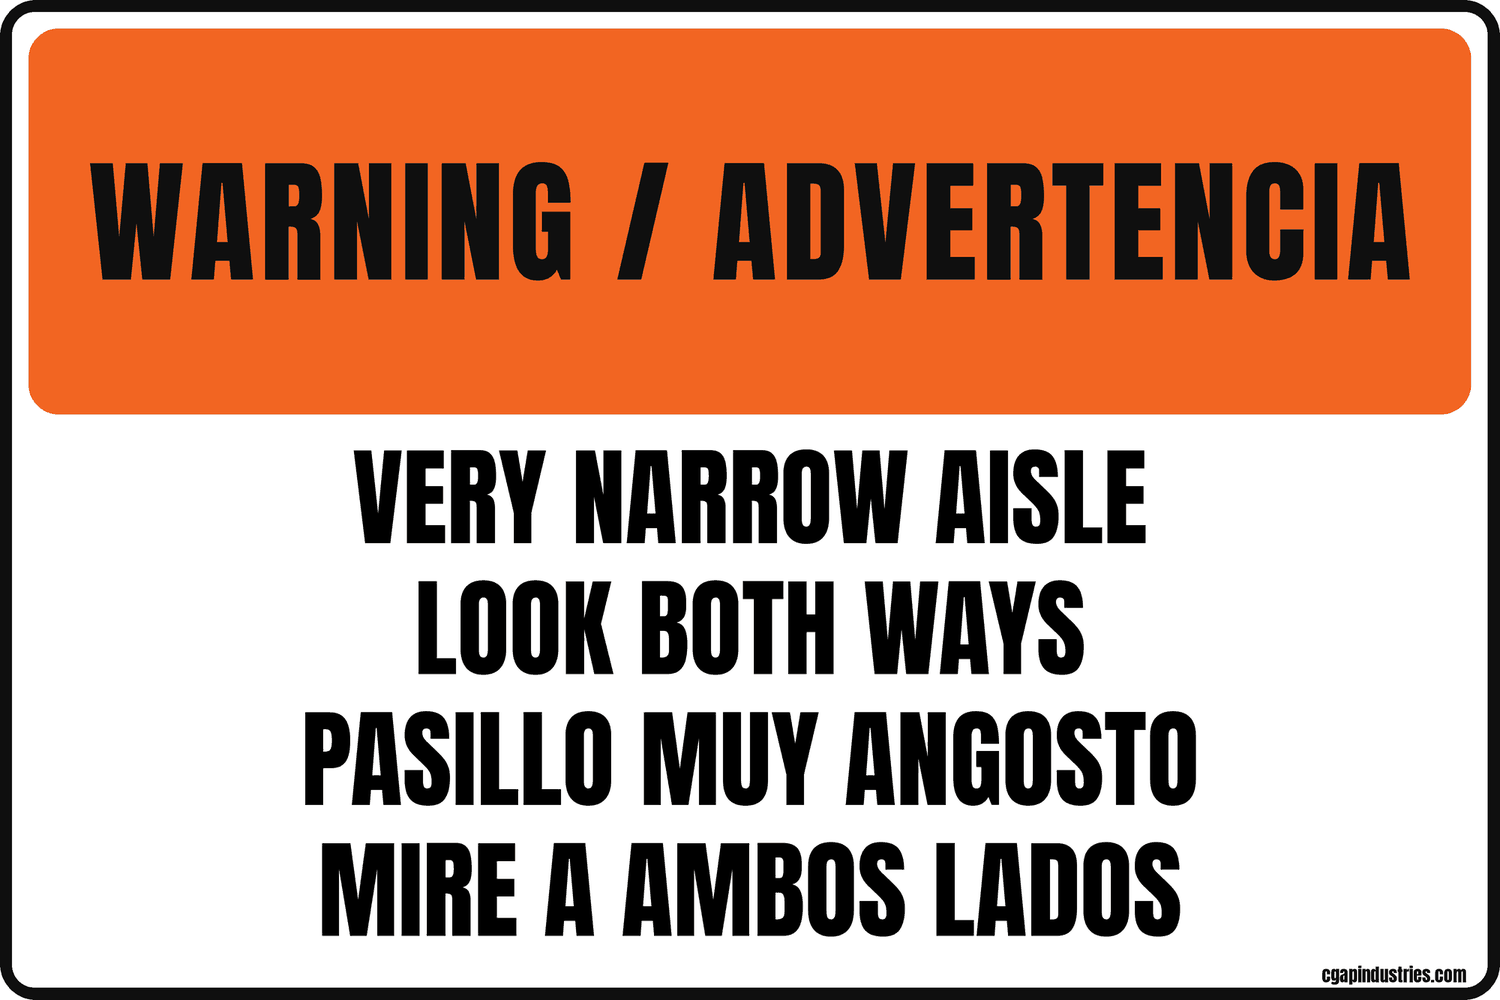 WARNING / ADVERTENCIA
VERY NARROW AISLE
LOOK BOTH WAYS
PASILLO MUY ANGOSTO
MIRE A AMBOS LADOS
cgapindustries.com